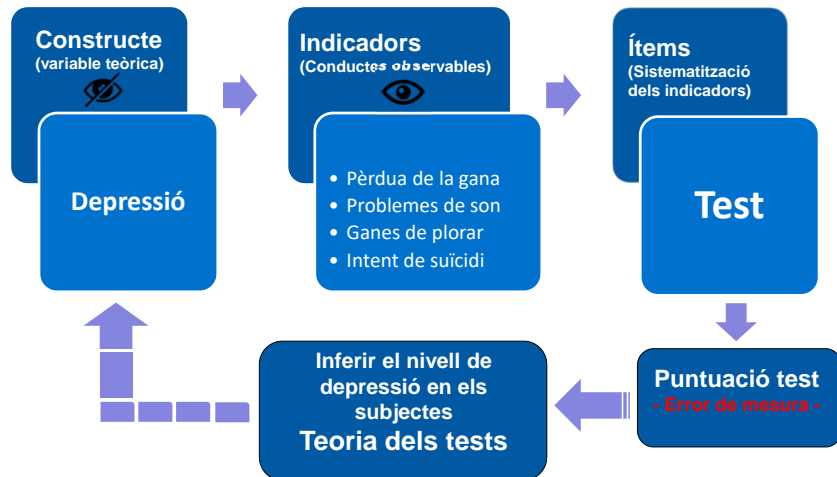 Constructe
(variable teòrica)
Depressió
Indicadors
(Conductes observables)
• Pèrdua de la gana
• Problemes de son
• Ganes de plorar
• Intent de suïcidi
Ítems
(Sistematització
dels indicadors)
Test
Puntuació test
- Error de mesura -
Inferir el nivell de
depressió en els
subjectes
Teoria dels tests